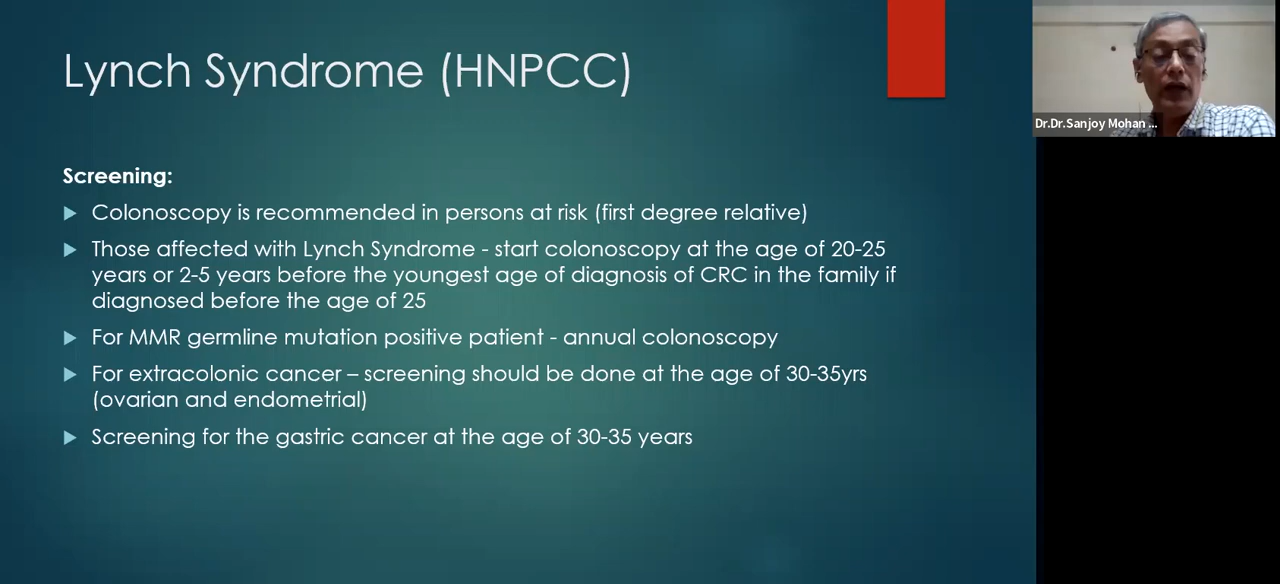 Lynch Syndrome (HNPCC)
Dr.Dr.Sanjoy Mohan ...
Screening:
Colonoscopy is recommended in persons at risk (first degree relative)
Those affected with Lynch Syndrome - start colonoscopy at the age of 20-25
years or 2-5 years before the youngest age of diagnosis of CRC in the family if
diagnosed before the age of 25
For MMR germline mutation positive patient - annual colonoscopy
For extracolonic cancer – screening should be done at the age of 30-35yrs
(ovarian and endometrial)
Screening for the gastric cancer at the age of 30-35 years